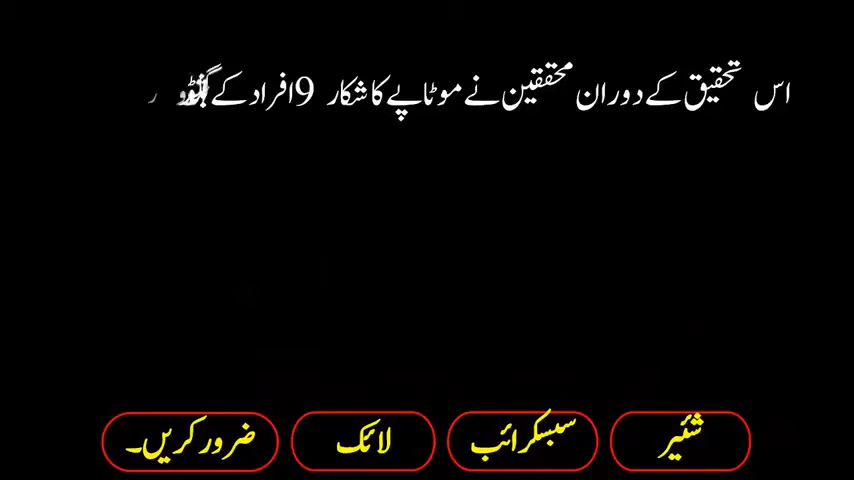 اس تحقیق کے دوران محققین نے موٹاپے کا شکار 9 افراد کے
شئیر سبسکرائب لائک ضرور کریں۔